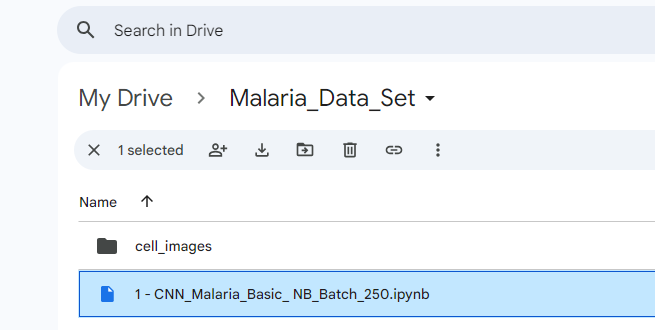 Search in Drive
My Drive > Malaria_Data_Set
1 selected
Name
cell_images
1 - CNN_Malaria_Basic_ NB_Batch_250.ipynb